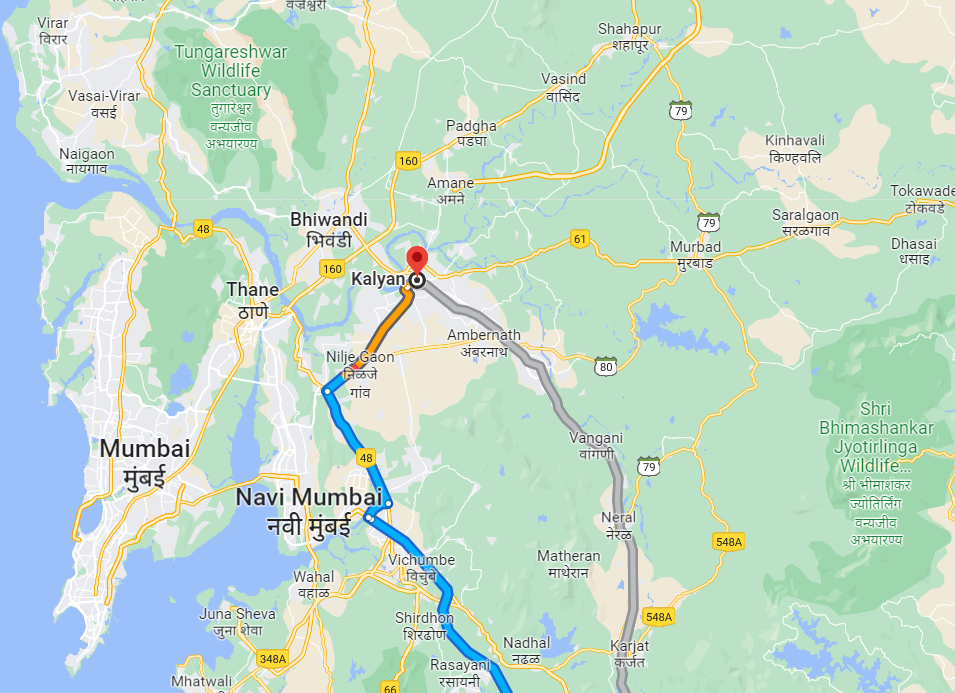 वज्रेश्वरी
Virar
विरार
Shahapur
शहापूर
Tungareshwar
Wildlife
Sanctuary
तुंगारेश्वर
वन्यजीव
अभयारण्य
Vasind
वासिंद
Vasai-Virar
वसई
79
Padgha
पडघा
Kinhavali
किण्हवलि
Naigaon
नायगाव
160
Amane
अमने
Tokawade
टोकवडे
Saralgaon
सरळगाव
Bhiwandi
भिवंडी
48
79
61
Murbad
मुरबाड
Dhasai
धसाई
160
Kalyan
Thane
ठाणे
Ambernath
अंबरनाथ
Nilje Gaon
निळजे
गांव
80
Shri
Bhimashankar
Jyotirlinga
Wildlife...
श्री भीमाशंकर
ज्योतिर्लिंग
वन्यजीव
अभयारण्य
Mumbai
मुंबई
Vangani
वांगणी
48
79
Navi Mumbai
नवी मुंबई
Neral
नेरळ
548A
Matheran
माथेरान
Vichumbe
विचुंबे
Wahal
वहाळ
Juna Sheva
जुना शेवा
Shirdhon
शिरढोण
548A
Nadhal
नढळ
Karjat
कर्जत
348A
Rasayani
रसायनी
Mhatwali
66